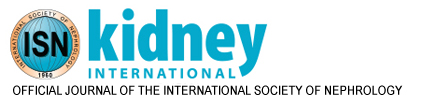 INTERNATIONAL SOCIETY OF NEPHROLOGY
ISN
1960
kidney
INTERNATIONAL
OFFICIAL JOURNAL OF THE INTERNATIONAL SOCIETY OF NEPHROLOGY